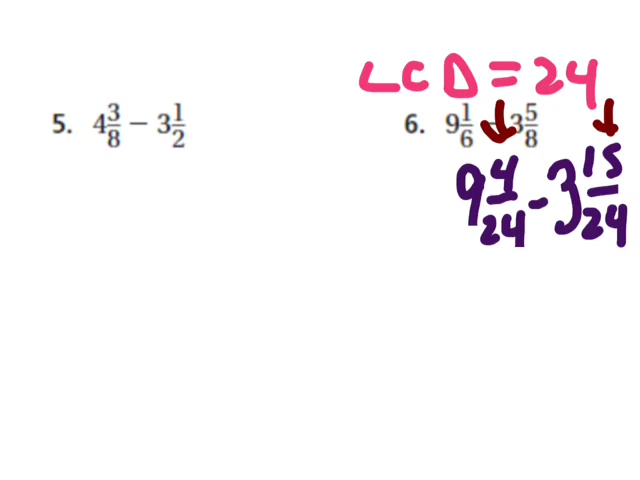 LCD = 24
5. 4 3/8 − 3 1/2
6. 9 1/6 − 3 5/8
9 4/24 - 3 15/24